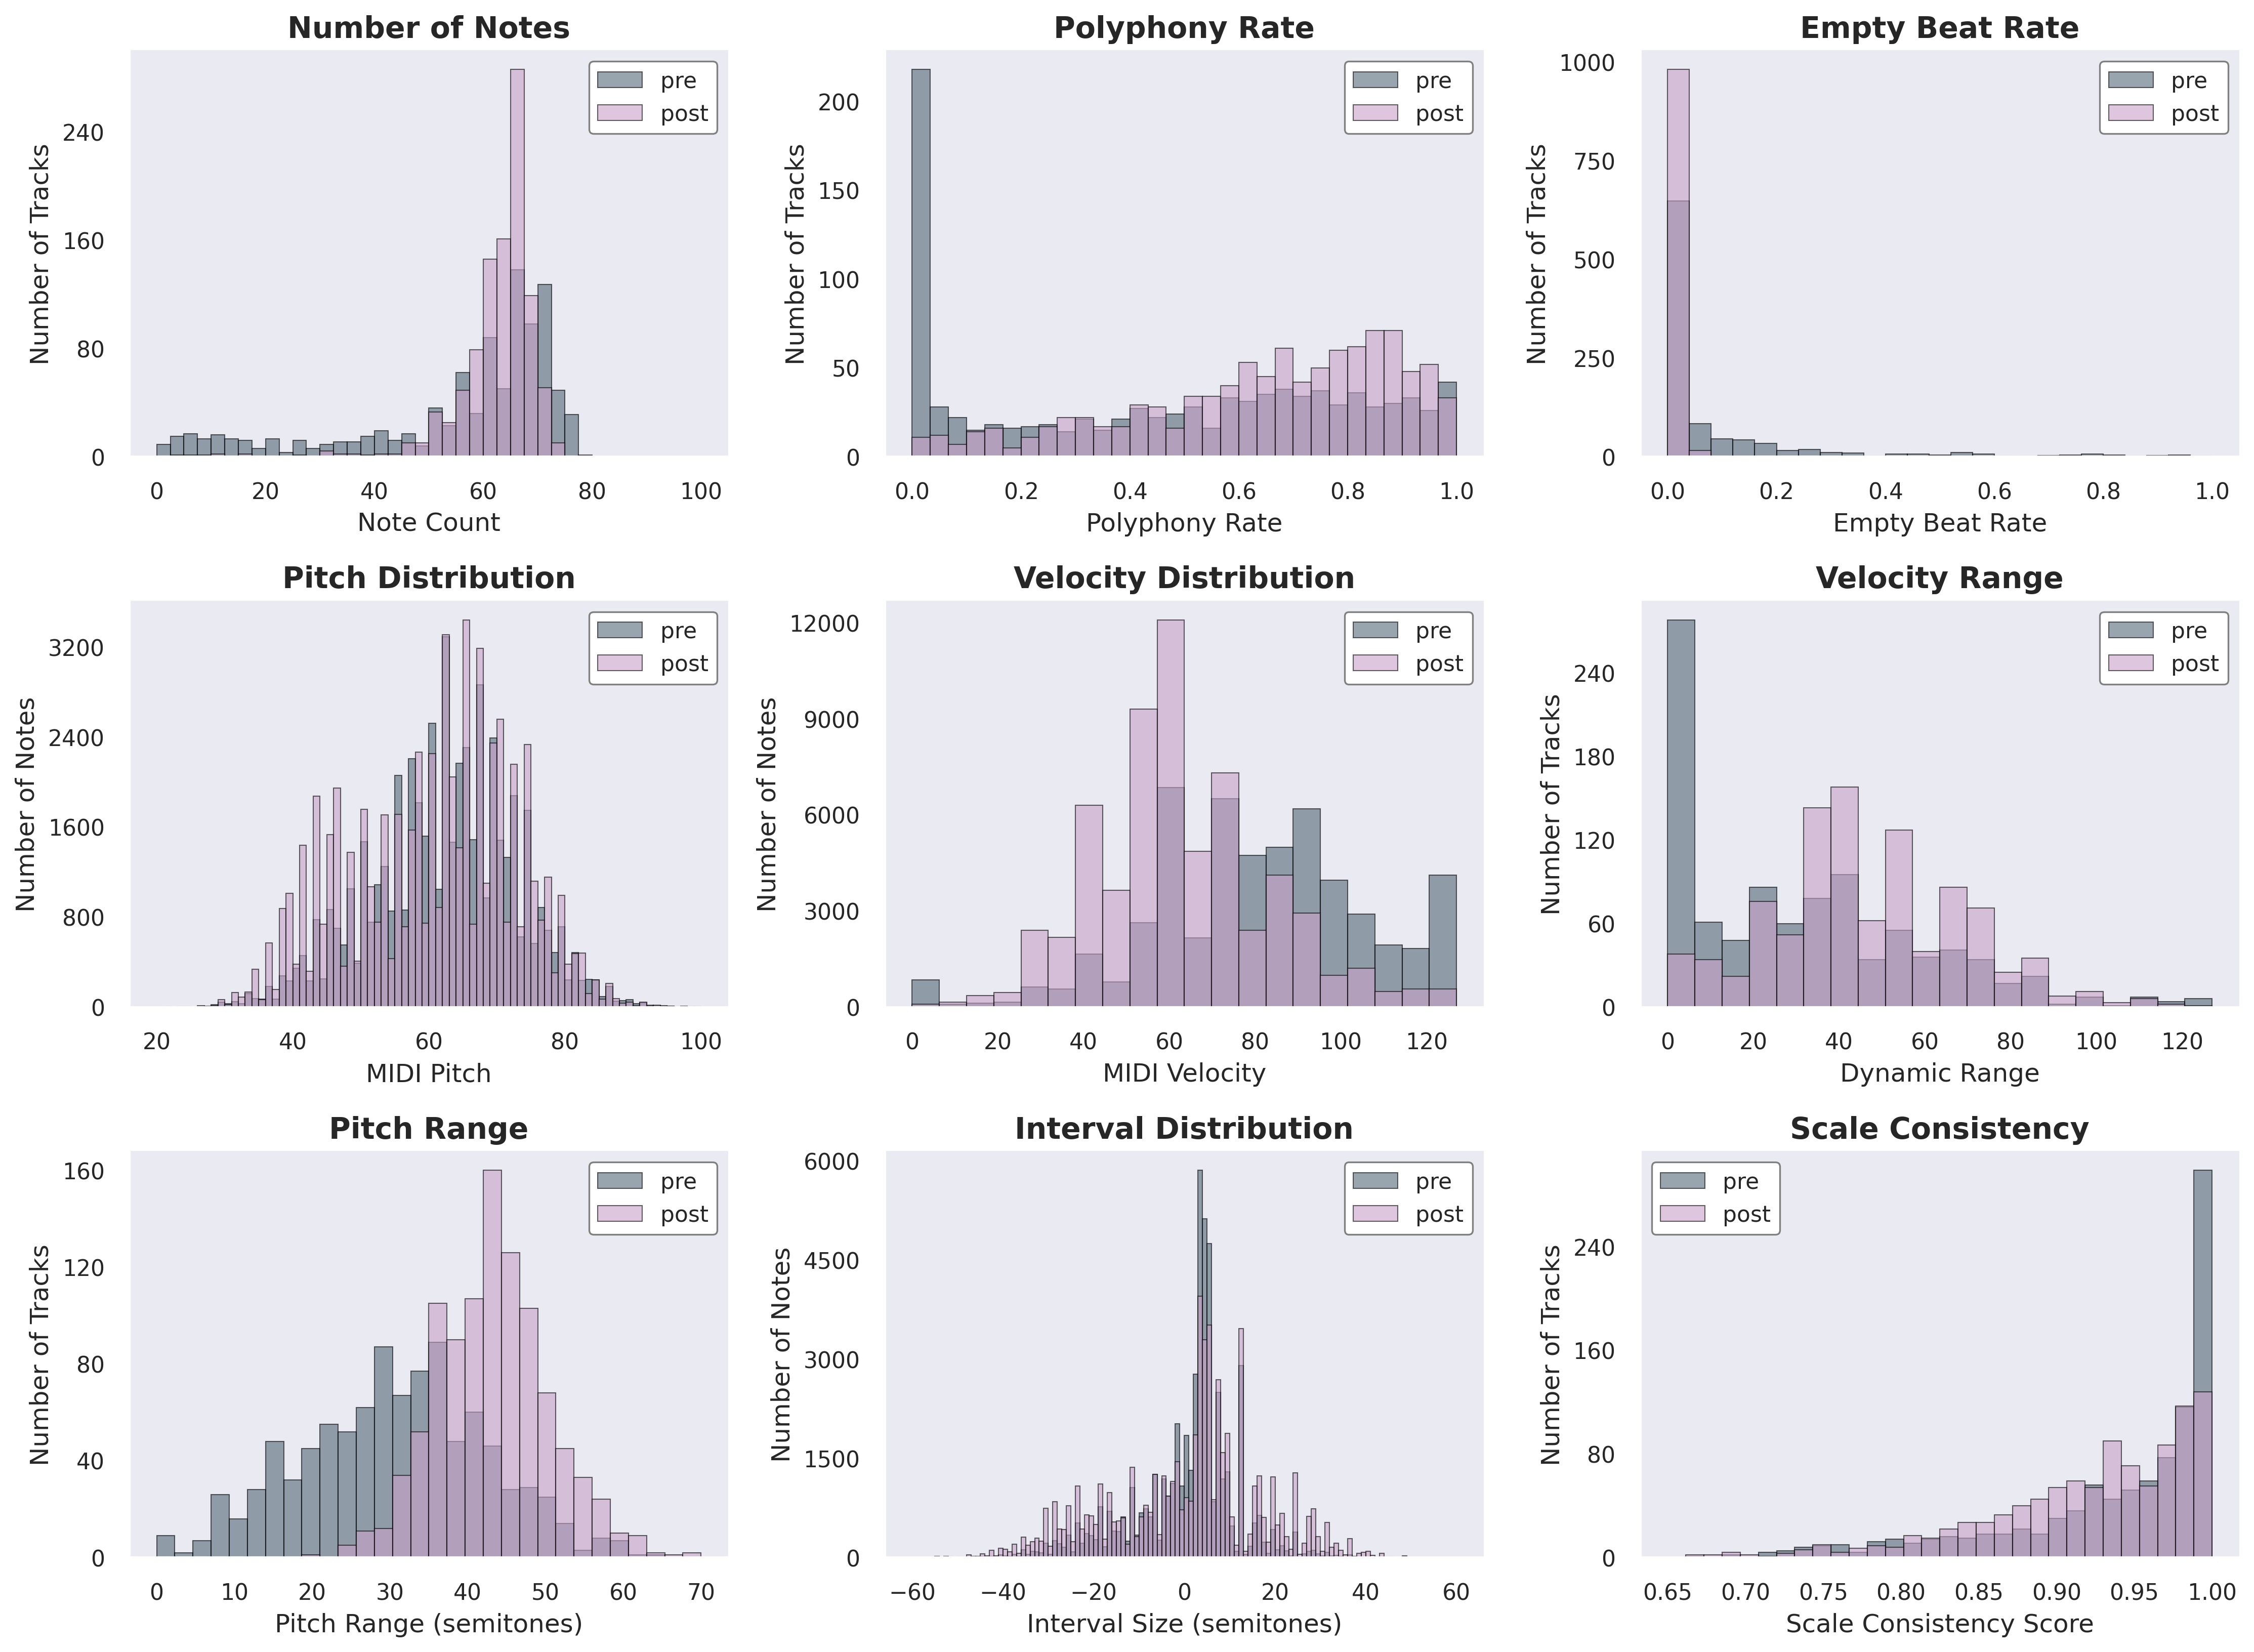 Number of Notes
Number of Tracks
240
160
80
0
pre
post
0 20 40 60 80 100
Note Count
Polyphony Rate
Number of Tracks
200
150
100
50
0
pre
post
0.0 0.2 0.4 0.6 0.8 1.0
Polyphony Rate
Empty Beat Rate
Number of Tracks
1000
750
500
250
0
pre
post
0.0 0.2 0.4 0.6 0.8 1.0
Empty Beat Rate
Pitch Distribution
Number of Notes
3200
2400
1600
800
0
pre
post
20 40 60 80 100
MIDI Pitch
Velocity Distribution
Number of Notes
12000
9000
6000
3000
0
pre
post
0 20 40 60 80 100 120
MIDI Velocity
Velocity Range
Number of Tracks
240
180
120
60
0
pre
post
0 20 40 60 80 100 120
Dynamic Range
Pitch Range
Number of Tracks
160
120
80
40
0
pre
post
0 10 20 30 40 50 60 70
Pitch Range (semitones)
Interval Distribution
Number of Notes
6000
4500
3000
1500
0
pre
post
−60 −40 −20 0 20 40 60
Interval Size (semitones)
Scale Consistency
Number of Tracks
240
160
80
0
pre
post
0.65 0.70 0.75 0.80 0.85 0.90 0.95 1.00
Scale Consistency Score